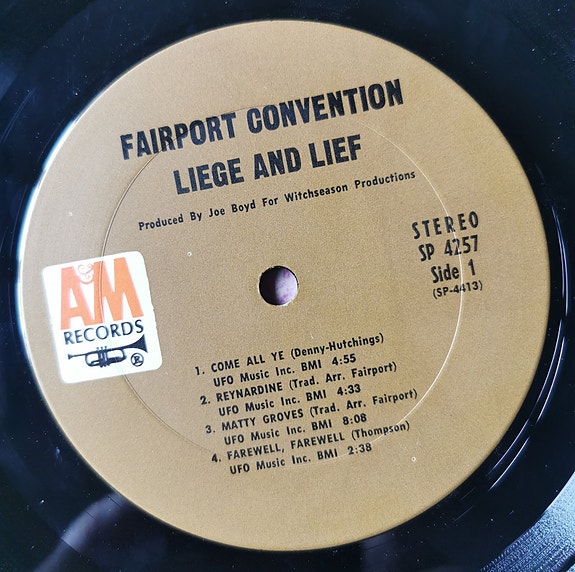 FAIRPORT CONVENTION
LIEGE AND LIEF
Produced By Joe Boyd For Witchseason Productions
STEREO
SP 4257
Side 1
(SP-4413)
A&M
RECORDS
®
1. COME ALL YE (Denny-Hutchings)
UFO Music Inc. BMI 4:55
2. REYNARDINE (Trad. Arr. Fairport)
UFO Music Inc. BMI 4:33
3. MATTY GROVES (Trad. Arr. Fairport)
UFO Music Inc. BMI 8:08
4. FAREWELL, FAREWELL (Thompson)
UFO Music Inc. BMI 2:38